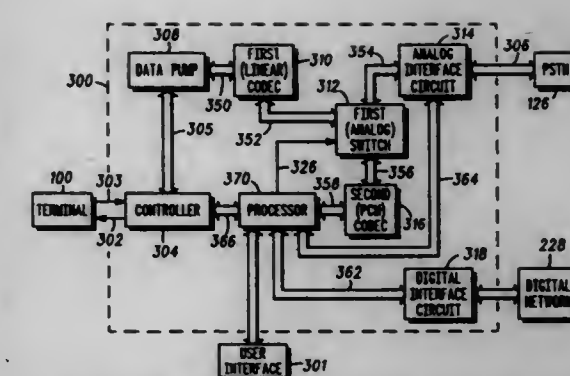 308
314
354
306
310
DATA PUMP
FIRST
(LINEAR)
CODEC
ANALOG
INTERFACE
CIRCUIT
PSTN
300
312
350
126
305
352
FIRST
(ANALOG)
SWITCH
326
356
364
100
303
370
358
TERMINAL
CONTROLLER
PROCESSOR
SECOND
(PCM)
CODEC
316
302
304
366
318
228
362
DIGITAL
INTERFACE
CIRCUIT
DIGITAL
NETWORK
USER
INTERFACE
301